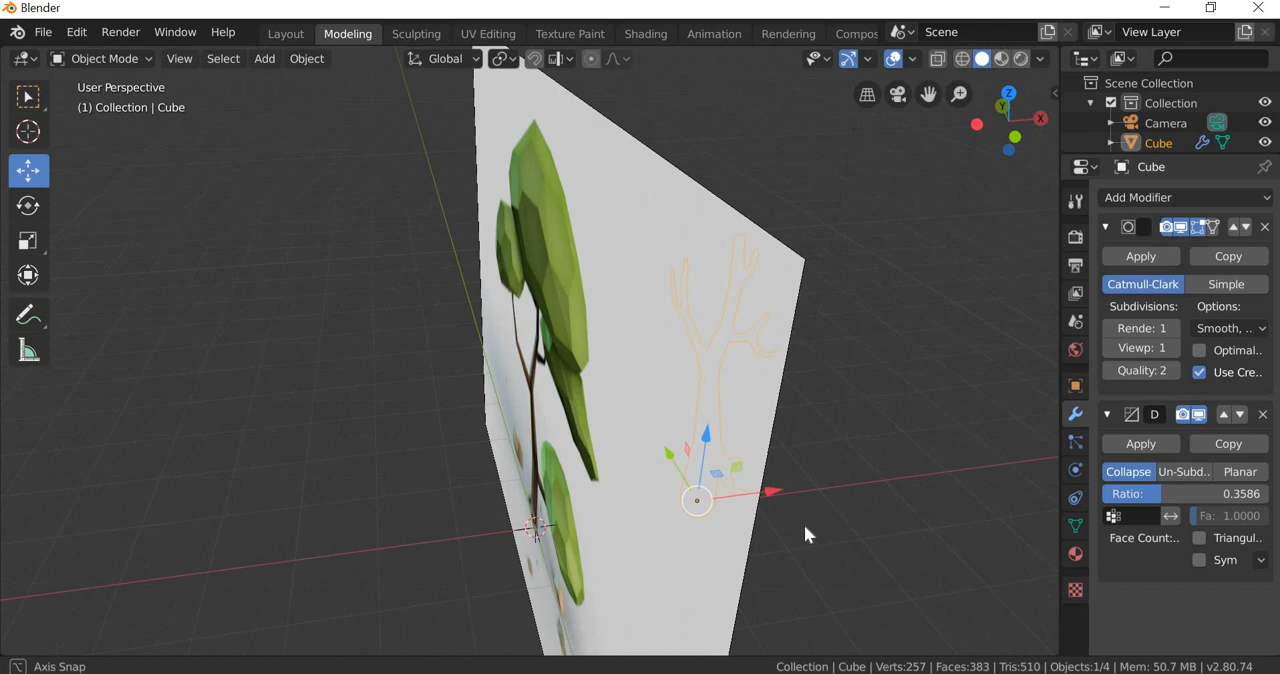 Blender
File Edit Render Window Help Layout Modeling Sculpting UV Editing Texture Paint Shading Animation Rendering Compos Scene View Layer
Object Mode View Select Add Object Global
User Perspective
(1) Collection | Cube
Z
Y
X
Scene Collection
Collection
Camera
Cube
Cube
Add Modifier
Apply Copy
Catmull-Clark Simple
Subdivisions: Options:
Rende: 1 Smooth, ..
Viewp: 1 Optimal..
Quality: 2 Use Cre..
D
Apply Copy
Collapse Un-Subd.. Planar
Ratio: 0.3586
Fa: 1.0000
Face Count:.. Triangul..
Sym
Axis Snap
Collection | Cube | Verts:257 | Faces:383 | Tris:510 | Objects:1/4 | Mem: 50.7 MB | v2.80.74